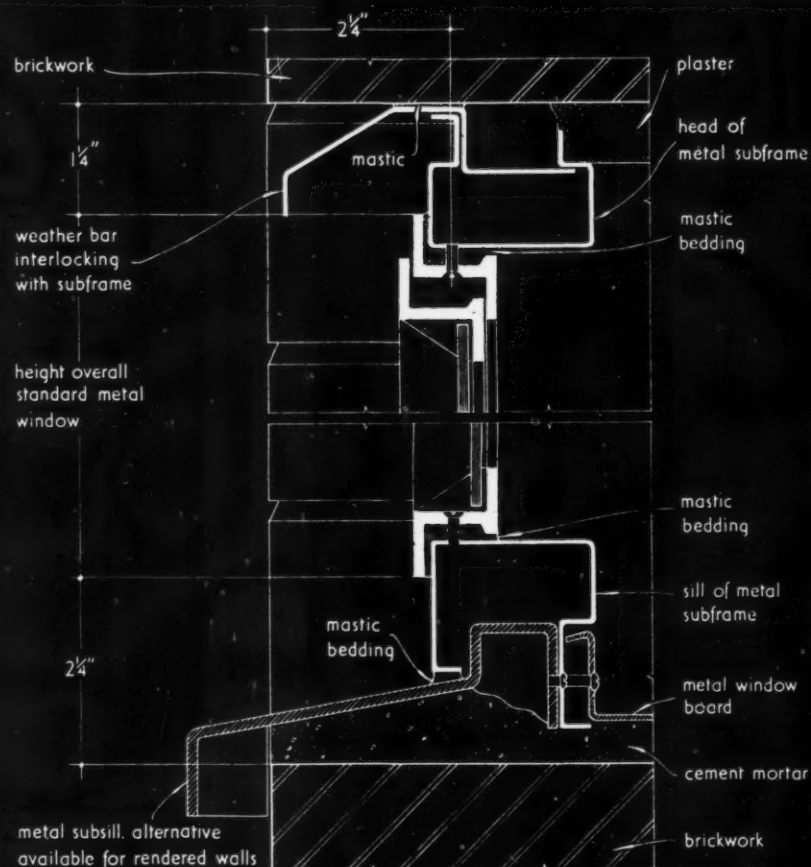 2¼"
brickwork
plaster
head of
metal subframe
1¼"
mastic
mastic
bedding
weather bar
interlocking
with subframe
height overall
standard metal
window
mastic
bedding
sill of metal
subframe
mastic
bedding
2¼"
metal window
board
cement mortar
metal subsill. alternative
available for rendered walls
brickwork